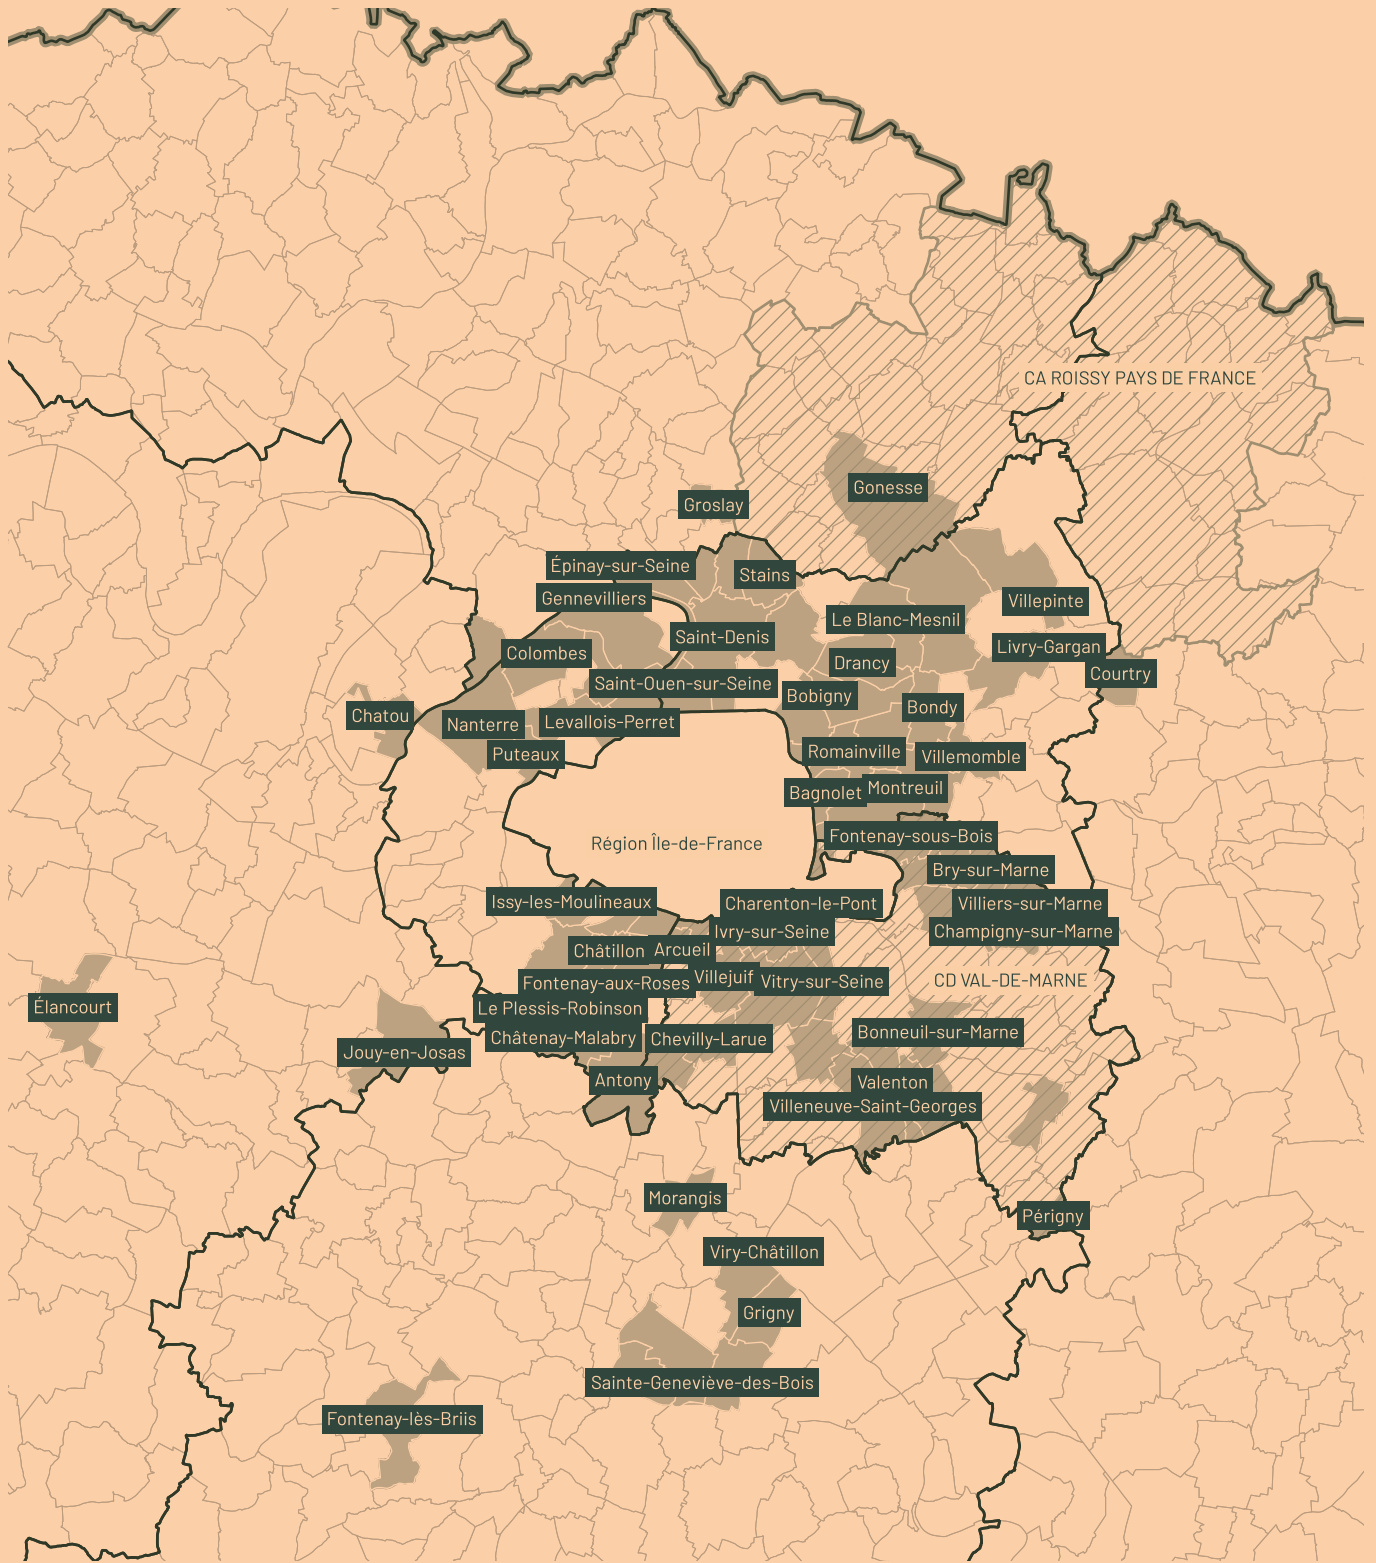 CA ROISSY PAYS DE FRANCE
Gonesse
Groslay
Épinay-sur-Seine
Stains
Gennevilliers
Villepinte
Le Blanc-Mesnil
Saint-Denis
Livry-Gargan
Colombes
Drancy
Courtry
Saint-Ouen-sur-Seine
Bobigny
Bondy
Chatou
Nanterre
Levallois-Perret
Puteaux
Romainville
Villemomble
Bagnolet
Montreuil
Fontenay-sous-Bois
Région Île-de-France
Bry-sur-Marne
Issy-les-Moulineaux
Charenton-le-Pont
Villiers-sur-Marne
Ivry-sur-Seine
Champigny-sur-Marne
Châtillon
Arcueil
Villejuif
Vitry-sur-Seine
CD VAL-DE-MARNE
Fontenay-aux-Roses
Élancourt
Le Plessis-Robinson
Châtenay-Malabry
Chevilly-Larue
Bonneuil-sur-Marne
Jouy-en-Josas
Antony
Valenton
Villeneuve-Saint-Georges
Morangis
Périgny
Viry-Châtillon
Grigny
Sainte-Geneviève-des-Bois
Fontenay-lès-Briis